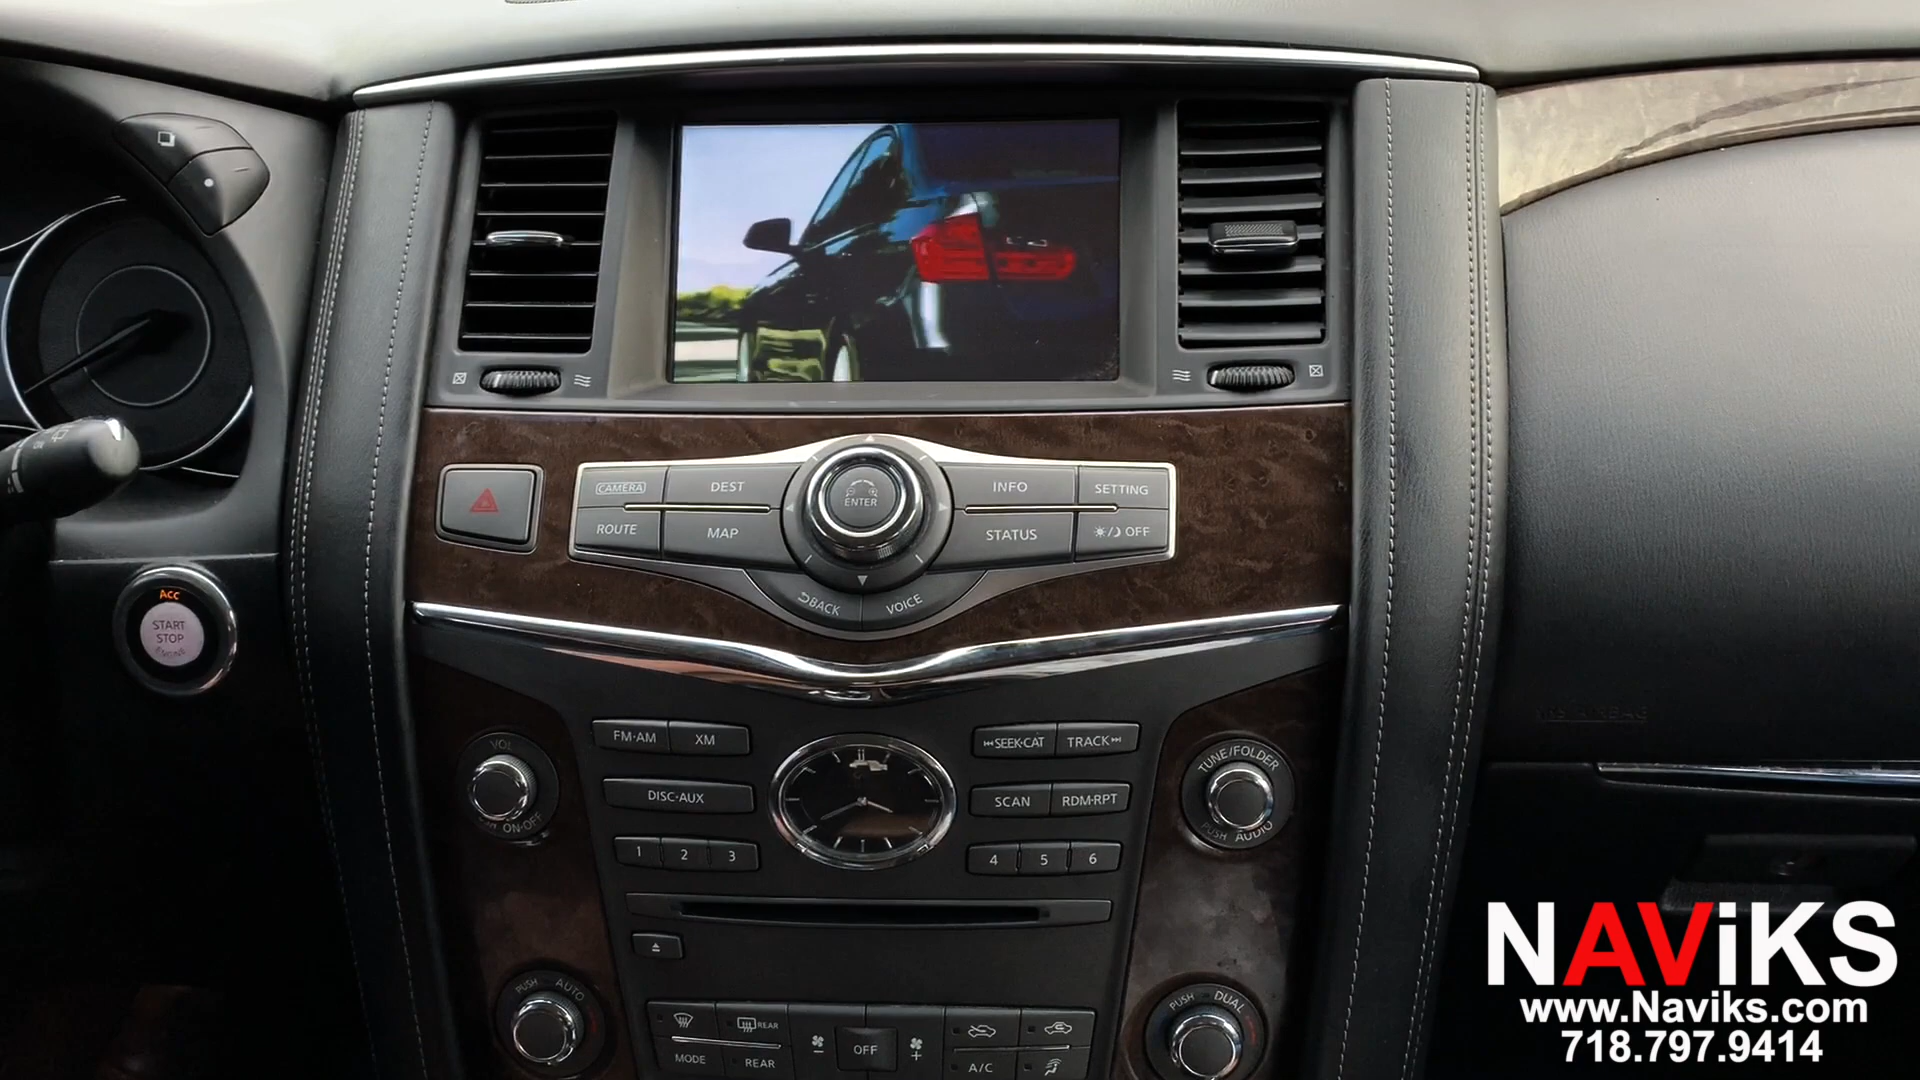 CAMERA
DEST
INFO
SETTING
ENTER
ROUTE
MAP
STATUS
OFF
BACK
VOICE
ACC
START
STOP
ENGINE
VOL
ON·OFF
FM·AM
XM
SEEK·CAT
TRACK
DISC·AUX
SCAN
RDM·RPT
TUNE/FOLDER
PUSH AUDIO
1
2
3
4
5
6
PUSH AUTO
PUSH DUAL
REAR
MODE
REAR
OFF
A/C
NAViKS
www.Naviks.com
718.797.9414